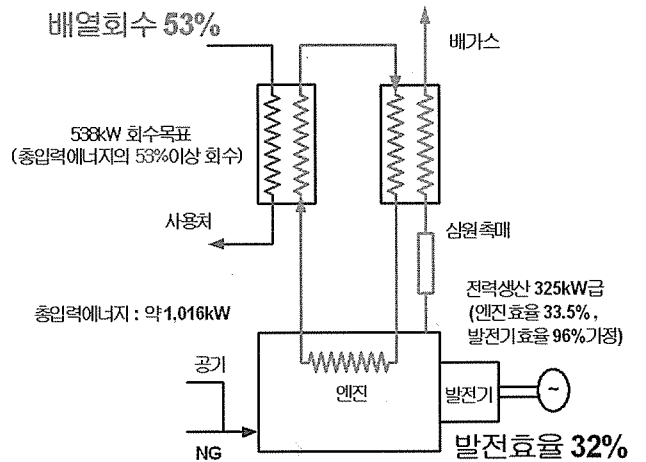 배열회수 53%
배가스
538kW 회수목표
(총입력에너지의 53%이상 회수)
사용처
삼원촉매
전력생산 325kW급
(엔진효율 33.5%,
발전기효율 96%가정)
총입력에너지 : 약1,016kW
공기
엔진
발전기
~
NG
발전효율 32%